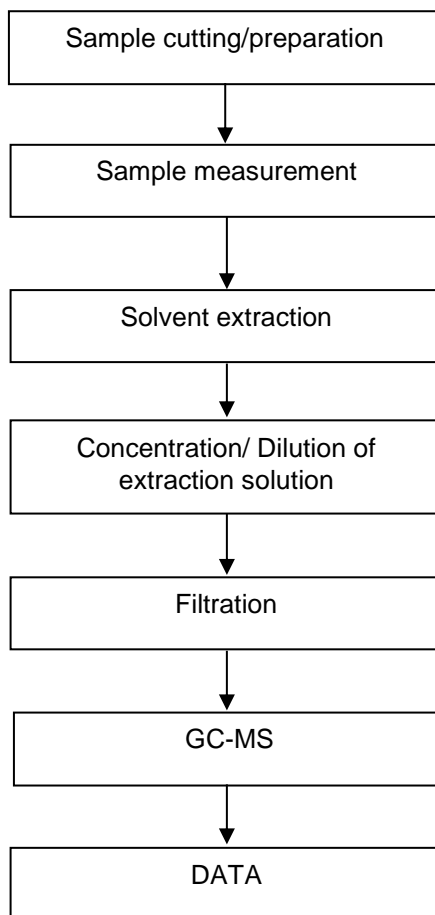 Sample cutting/preparation
Sample measurement
Solvent extraction
Concentration/ Dilution of
extraction solution
Filtration
GC-MS
DATA